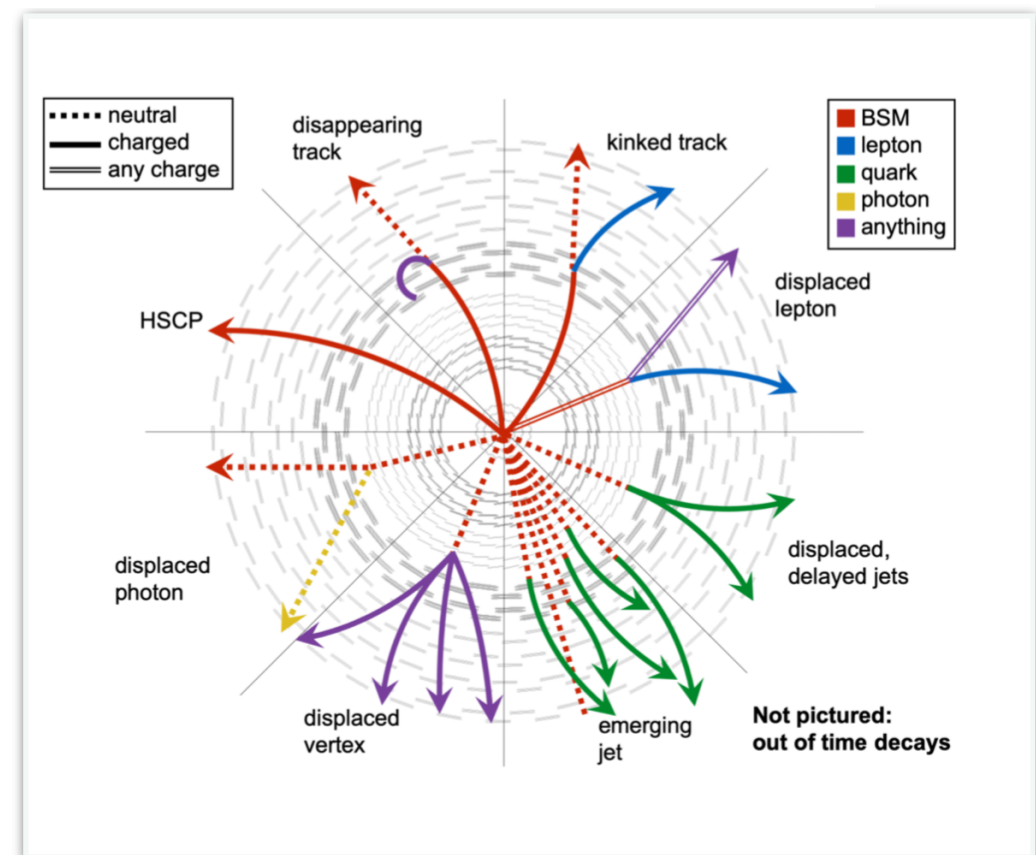 neutral
charged
any charge
disappearing
track
kinked track
BSM
lepton
quark
photon
anything
displaced
lepton
HSCP
displaced
photon
displaced,
delayed jets
displaced
vertex
emerging
jet
Not pictured:
out of time decays